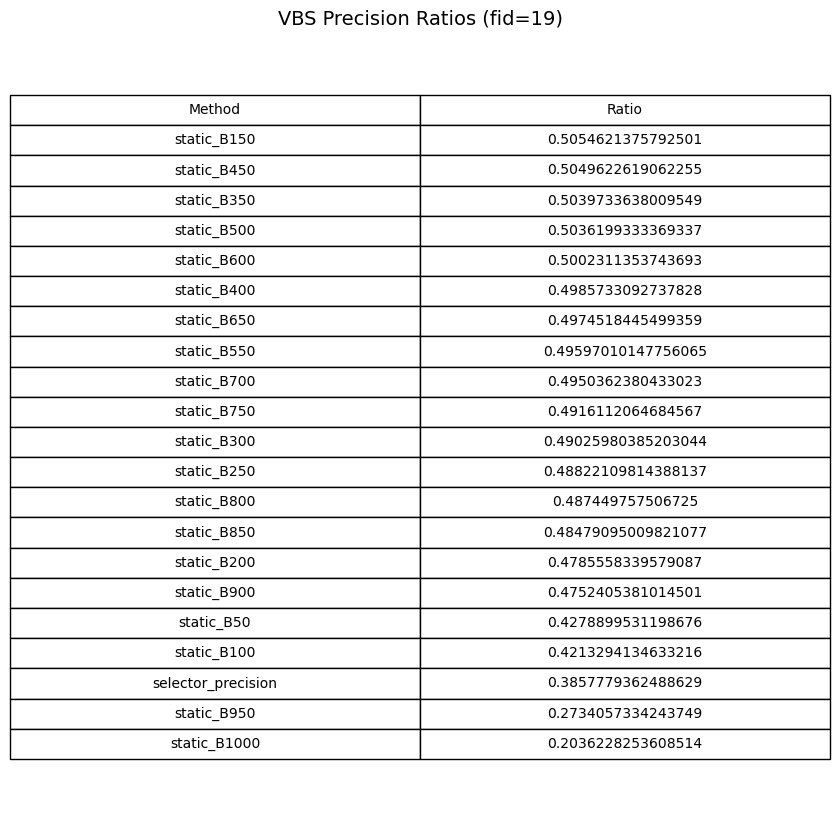 VBS Precision Ratios (fid=19)
Method Ratio
static_B150 0.5054621375792501
static_B450 0.5049622619062255
static_B350 0.5039733638009549
static_B500 0.5036199333369337
static_B600 0.5002311353743693
static_B400 0.4985733092737828
static_B650 0.4974518445499359
static_B550 0.49597010147756065
static_B700 0.4950362380433023
static_B750 0.4916112064684567
static_B300 0.49025980385203044
static_B250 0.48822109814388137
static_B800 0.487449757506725
static_B850 0.48479095009821077
static_B200 0.4785558339579087
static_B900 0.4752405381014501
static_B50 0.4278899531198676
static_B100 0.4213294134633216
selector_precision 0.3857779362488629
static_B950 0.2734057334243749
static_B1000 0.2036228253608514